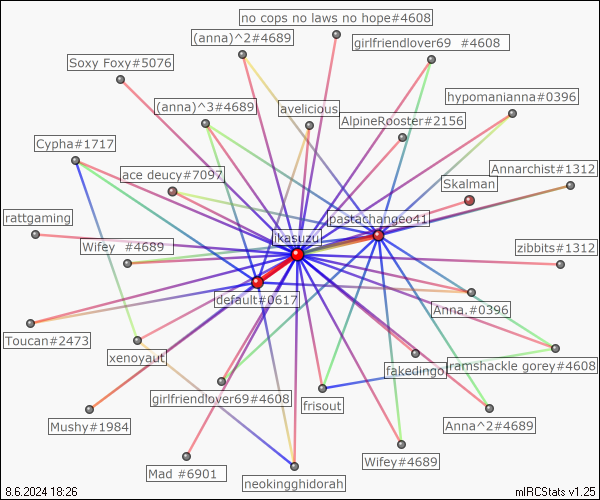 no cops no laws no hope#4608
(anna)^2#4689
girlfriendlover69 #4608
Soxy Foxy#5076
hypomanianna#0396
(anna)^3#4689
avelicious
AlpineRooster#2156
Cypha#1717
ace deucy#7097
Annarchist#1312
Skalman
rattgaming
pastachangeo41
ikasuzu
Wifey #4689
zibbits#1312
default#0617
Anna,#0396
Toucan#2473
xenoyaut
fakedingo
ramshackle gorey#4608
girlfriendlover69#4608
frisout
Mushy#1984
Anna^2#4689
Wifey#4689
Mad #6901
neokingghidorah
8.6.2024 18:26
mIRCStats v1.25